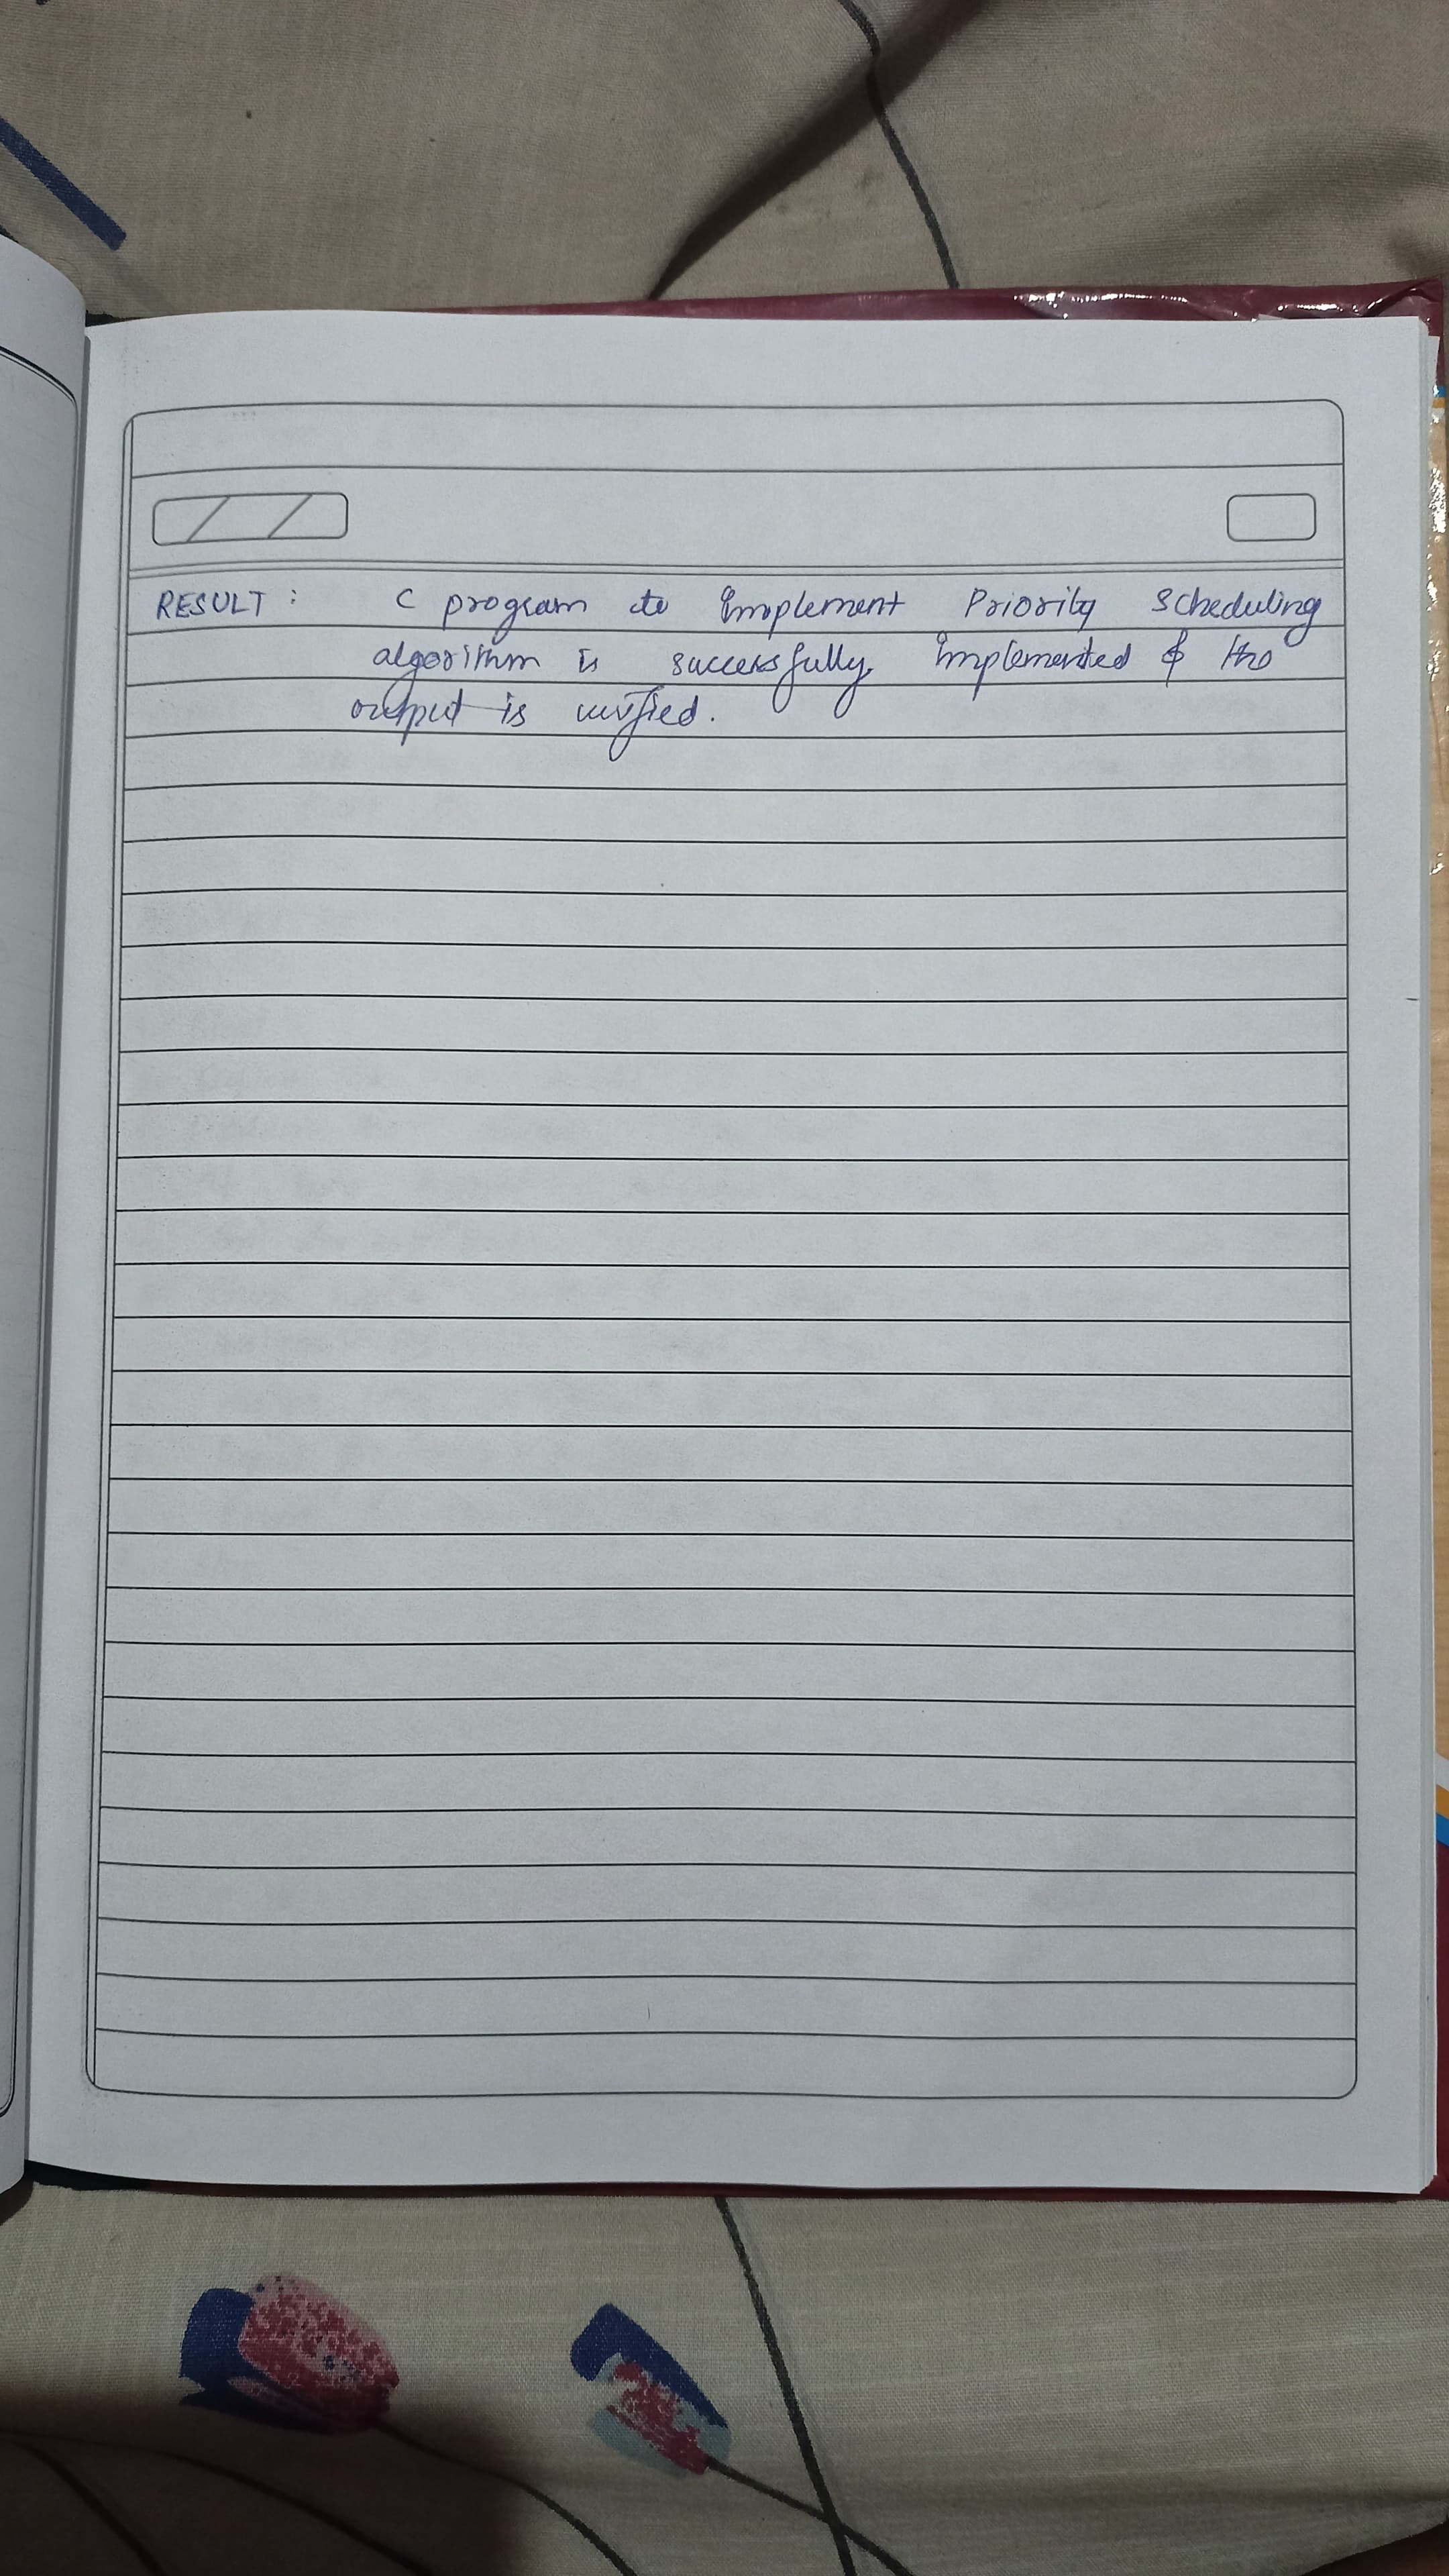 RESULT : C program to implement Priority Scheduling
algorithm is successfully implemented & the
output is verified.